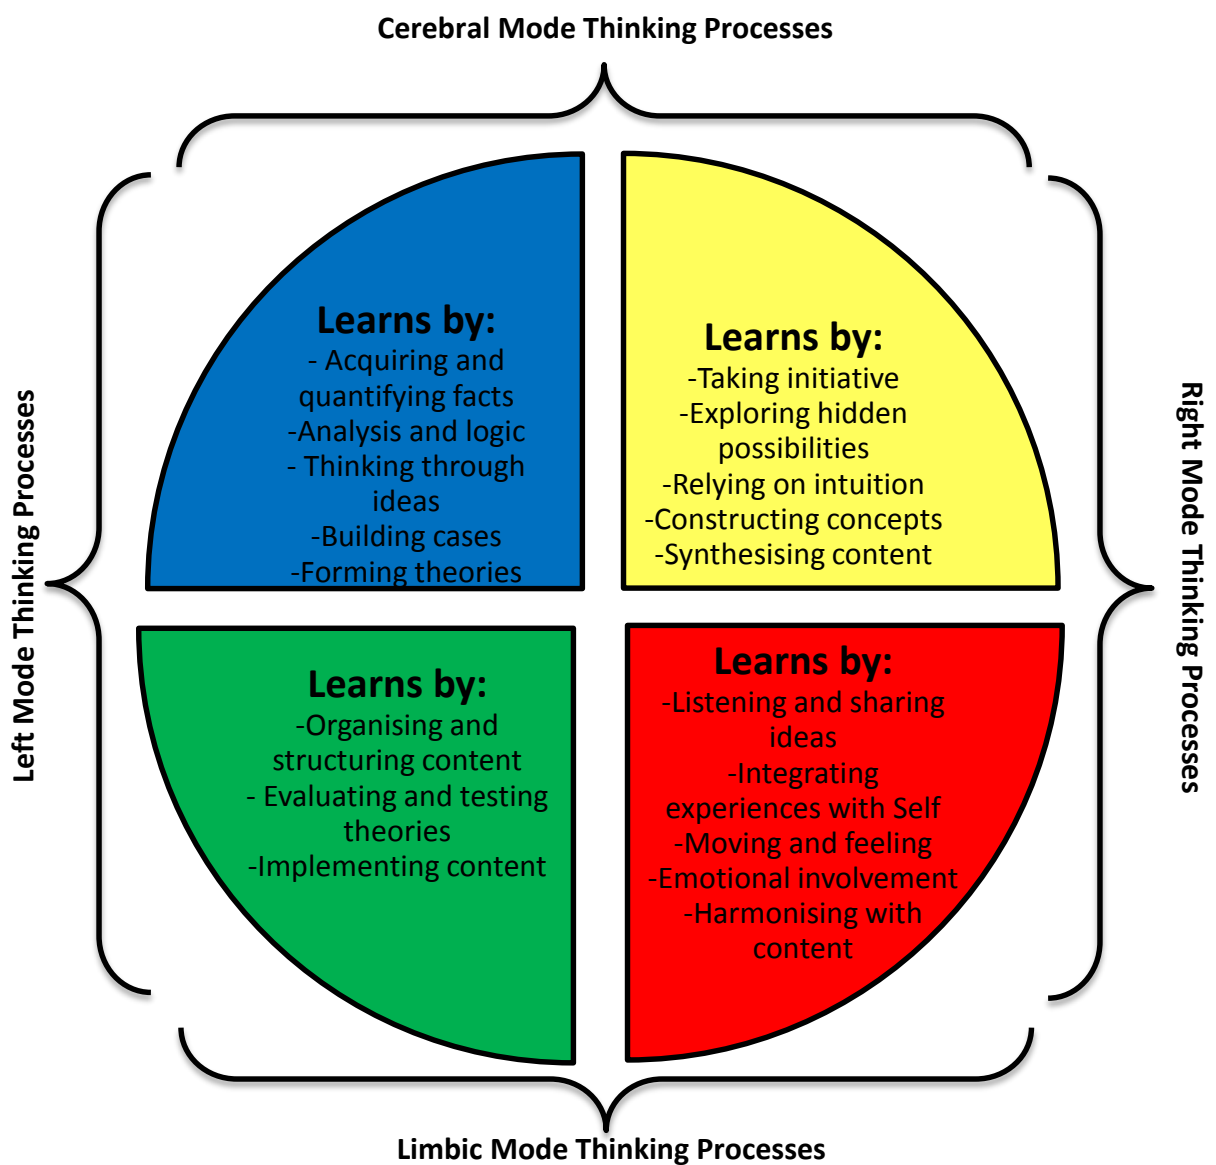 Cerebral Mode Thinking Processes
Left Mode Thinking Processes
Learns by:
- Acquiring and
quantifying facts
-Analysis and logic
- Thinking through
ideas
-Building cases
-Forming theories
Learns by:
-Taking initiative
-Exploring hidden
possibilities
-Relying on intuition
-Constructing concepts
-Synthesising content
Right Mode Thinking Processes
Learns by:
-Organising and
structuring content
- Evaluating and testing
theories
-Implementing content
Learns by:
-Listening and sharing
ideas
-Integrating
experiences with Self
-Moving and feeling
-Emotional involvement
-Harmonising with
content
Limbic Mode Thinking Processes